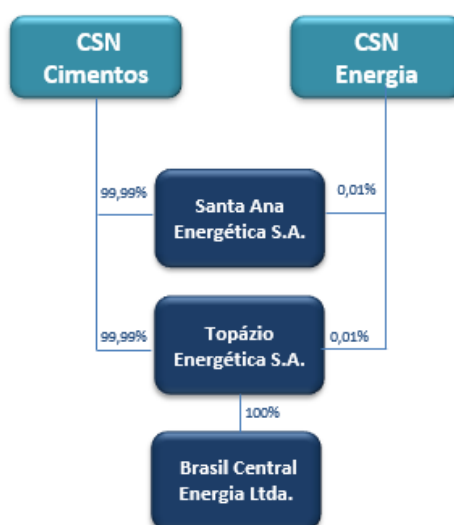 CSN
Cimentos
CSN
Energia
99,99%
Santa Ana
Energética S.A.
0,01%
99,99%
Topázio
Energética S.A.
0,01%
100%
Brasil Central
Energia Ltda.